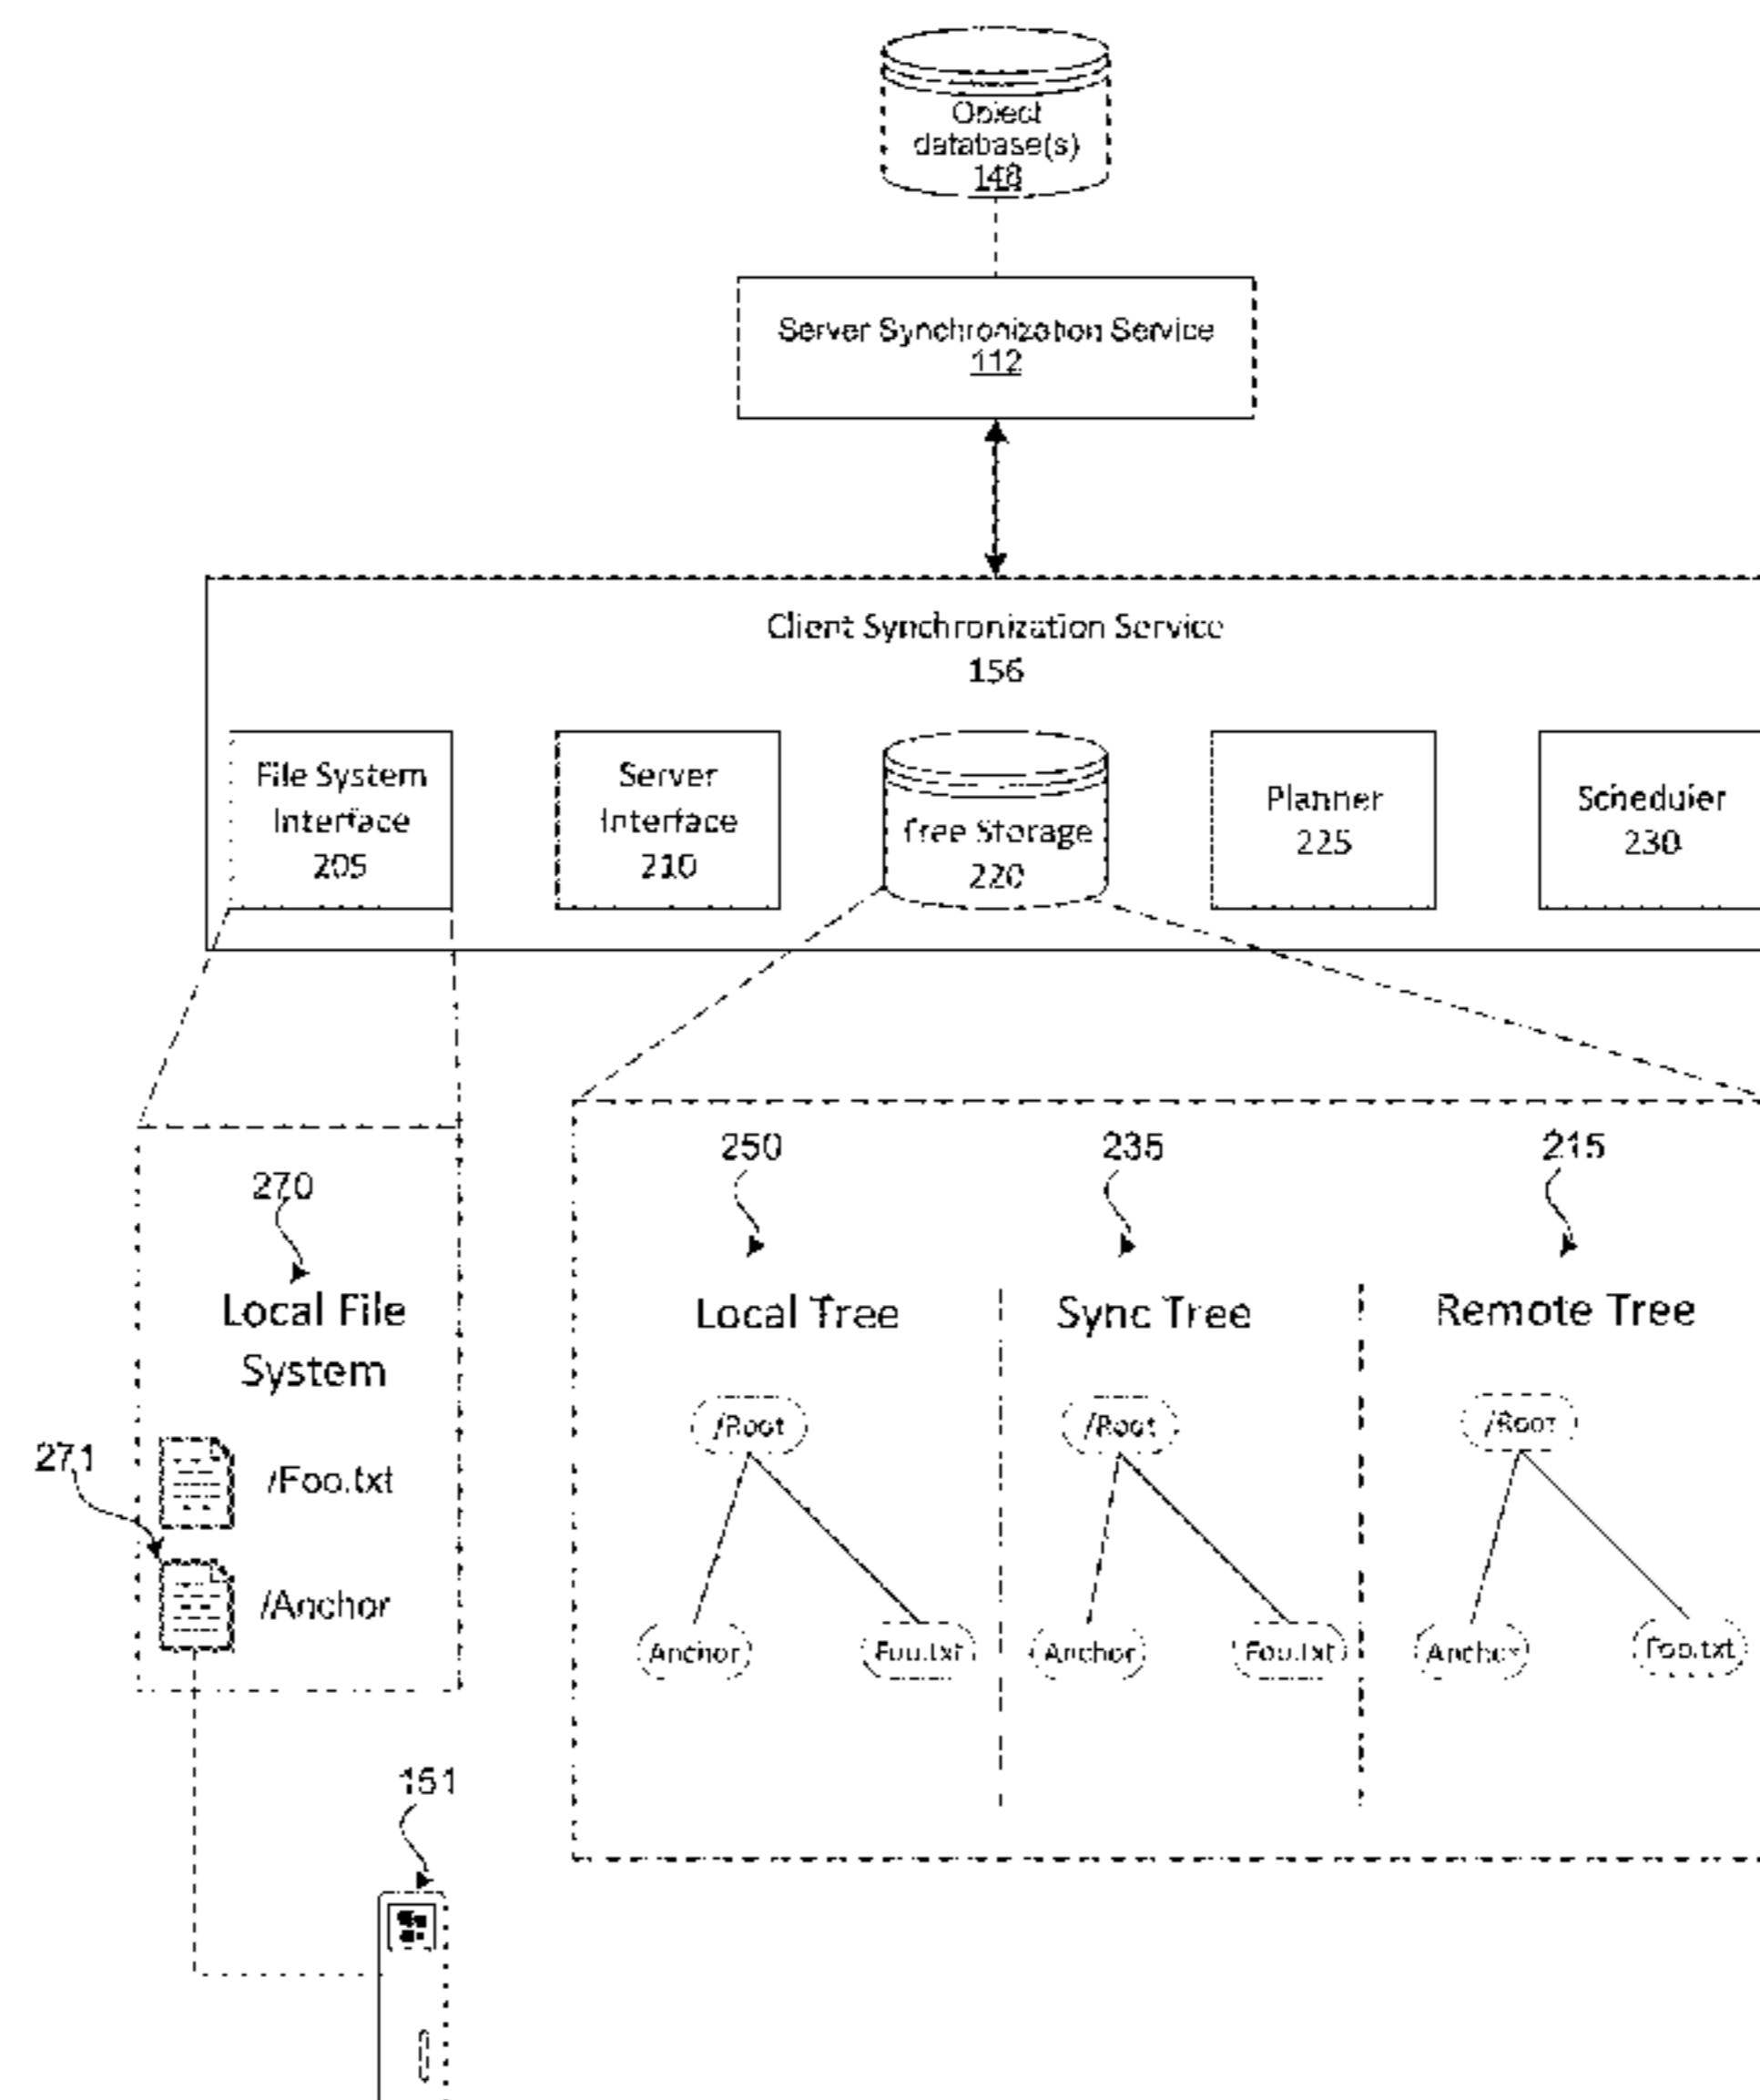 Object
database(s)
148
Server Synchronization Service
112
Client Synchronization Service
156
File System
Interface
205
Server
Interface
210
Tree Storage
220
Planner
225
Scheduler
230
250
235
215
270
Local File
System
Local Tree
Sync Tree
Remote Tree
/Root
/Root
/Root
271
/Foo.txt
/Anchor
Anchor
Foo.txt
Anchor
Foo.txt
Anchor
Foo.txt
151